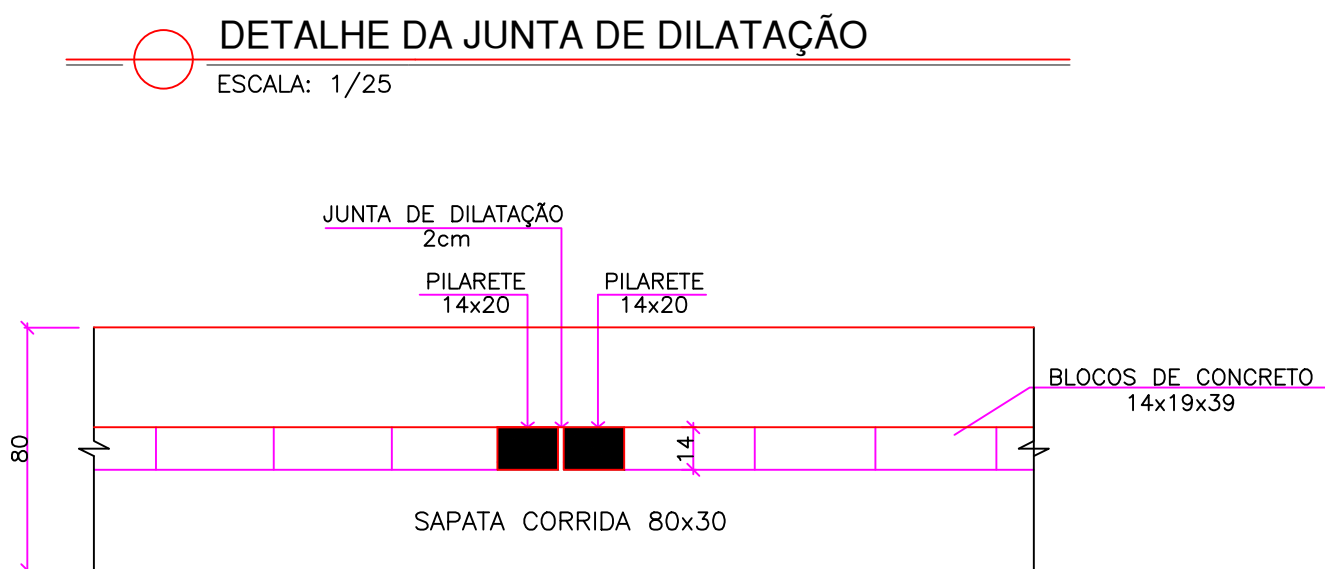 DETALHE DA JUNTA DE DILATAÇÃO
ESCALA: 1/25
JUNTA DE DILATAÇÃO
2cm
PILARETE
14x20
PILARETE
14x20
BLOCOS DE CONCRETO
14x19x39
80
14
SAPATA CORRIDA 80x30